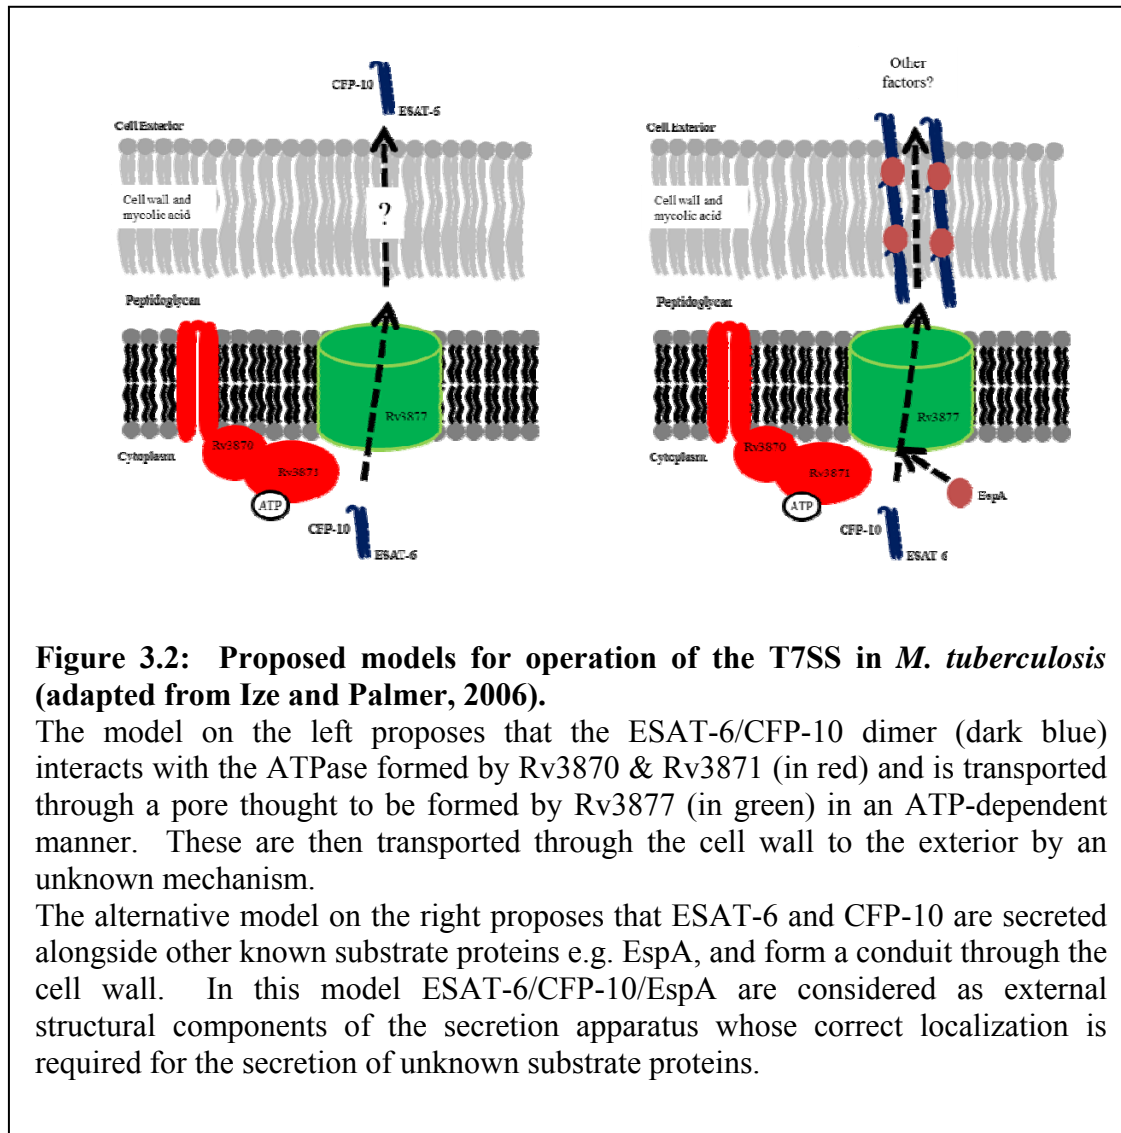 CFP-10
ESAT-6
Cell Exterior
Cell wall and
mycolic acid
?
Peptidoglycan
Rv3877
Rv3870
Cytoplasm
Rv3871
ATP
CFP-10
ESAT-6
Other
factors?
Cell Exterior
Cell wall and
mycolic acid
Peptidoglycan
Rv3877
Rv3870
Cytoplasm
Rv3871
EspA
ATP
CFP-10
ESAT 6
Figure 3.2: Proposed models for operation of the T7SS in M. tuberculosis
(adapted from Ize and Palmer, 2006).
The model on the left proposes that the ESAT-6/CFP-10 dimer (dark blue)
interacts with the ATPase formed by Rv3870 & Rv3871 (in red) and is transported
through a pore thought to be formed by Rv3877 (in green) in an ATP-dependent
manner. These are then transported through the cell wall to the exterior by an
unknown mechanism.
The alternative model on the right proposes that ESAT-6 and CFP-10 are secreted
alongside other known substrate proteins e.g. EspA, and form a conduit through the
cell wall. In this model ESAT-6/CFP-10/EspA are considered as external
structural components of the secretion apparatus whose correct localization is
required for the secretion of unknown substrate proteins.